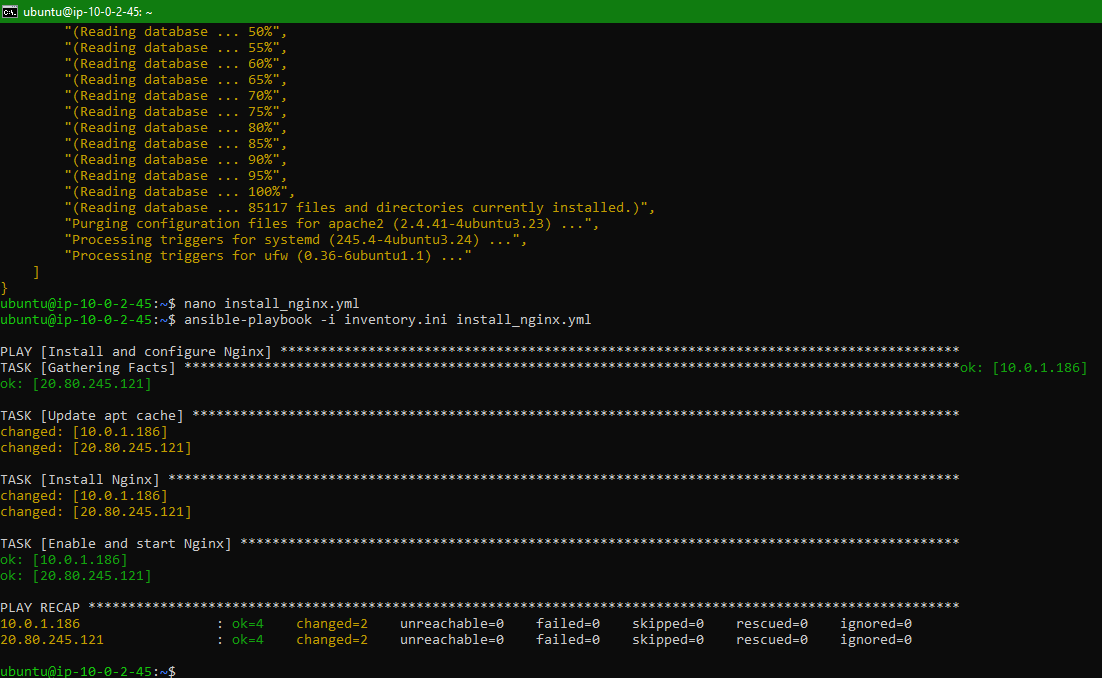 ubuntu@ip-10-0-2-45: ~
"(Reading database ... 50%",
"(Reading database ... 55%",
"(Reading database ... 60%",
"(Reading database ... 65%",
"(Reading database ... 70%",
"(Reading database ... 75%",
"(Reading database ... 80%",
"(Reading database ... 85%",
"(Reading database ... 90%",
"(Reading database ... 95%",
"(Reading database ... 100%",
"(Reading database ... 85117 files and directories currently installed.)",
"Purging configuration files for apache2 (2.4.41-4ubuntu3.23) ...",
"Processing triggers for systemd (245.4-4ubuntu3.24) ...",
"Processing triggers for ufw (0.36-6ubuntu1.1) ..."
]
}
ubuntu@ip-10-0-2-45:~$ nano install_nginx.yml
ubuntu@ip-10-0-2-45:~$ ansible-playbook -i inventory.ini install_nginx.yml
PLAY [Install and configure Nginx] *************************************************************************************
TASK [Gathering Facts] *************************************************************************************************ok: [10.0.1.186]
ok: [20.80.245.121]
TASK [Update apt cache] ************************************************************************************************
changed: [10.0.1.186]
changed: [20.80.245.121]
TASK [Install Nginx] ***************************************************************************************************
changed: [10.0.1.186]
changed: [20.80.245.121]
TASK [Enable and start Nginx] ******************************************************************************************
ok: [10.0.1.186]
ok: [20.80.245.121]
PLAY RECAP *************************************************************************************************************
10.0.1.186                 : ok=4    changed=2    unreachable=0    failed=0    skipped=0    rescued=0    ignored=0
20.80.245.121              : ok=4    changed=2    unreachable=0    failed=0    skipped=0    rescued=0    ignored=0
ubuntu@ip-10-0-2-45:~$